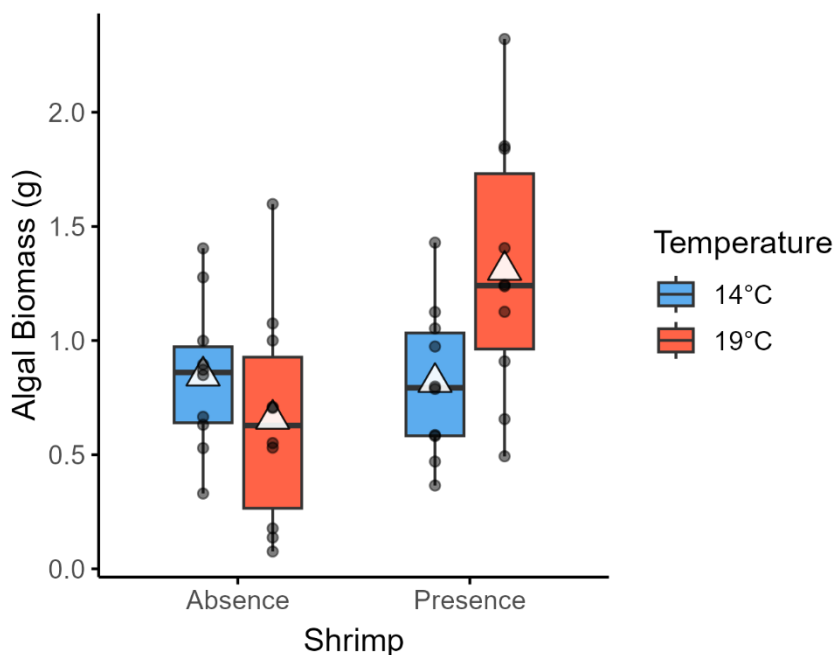 Algal Biomass (g)
2.0
1.5
1.0
0.5
0.0
Absence
Presence
Shrimp
Temperature
14°C
19°C